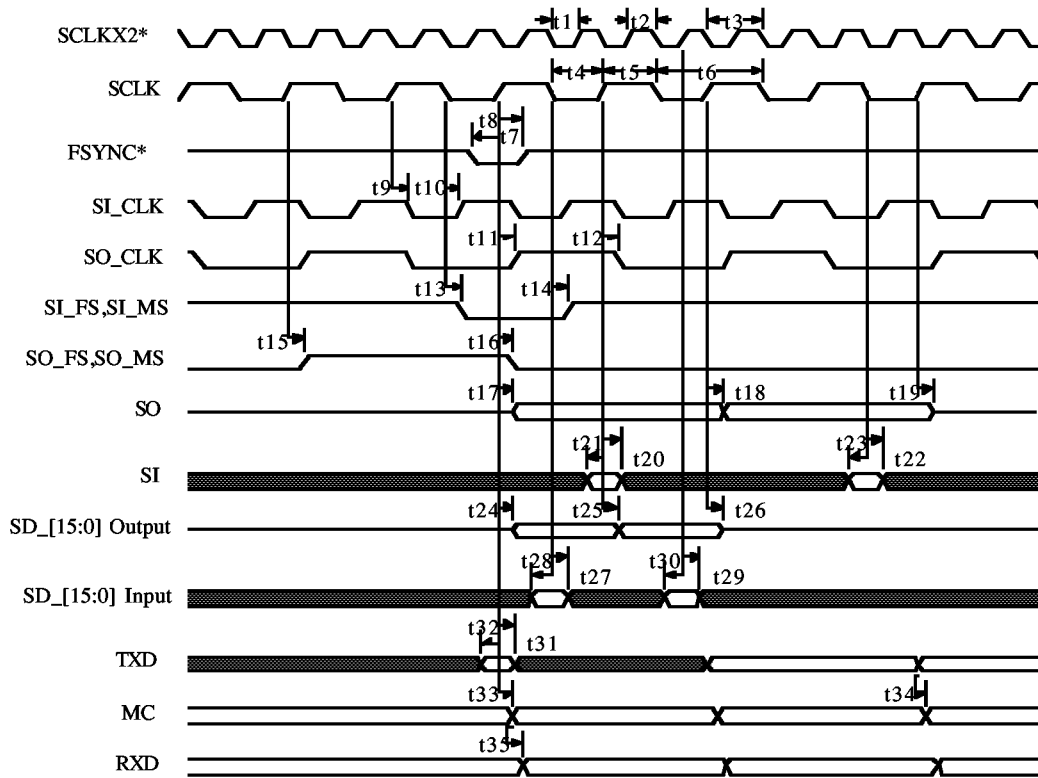 t1 t2 t3
SCLKX2*
t4 t5 t6
SCLK
t8
t7
FSYNC*
t9 t10
SI_CLK
t11 t12
SO_CLK
t13 t14
SI_FS,SI_MS
t15 t16
SO_FS,SO_MS
t17 t18 t19
SO
t21 t23
SI t20 t22
t24 t25 t26
SD_[15:0] Output
t28 t30
t27 t29
SD_[15:0] Input
t32
t31
TXD
t33 t34
MC
t35
RXD